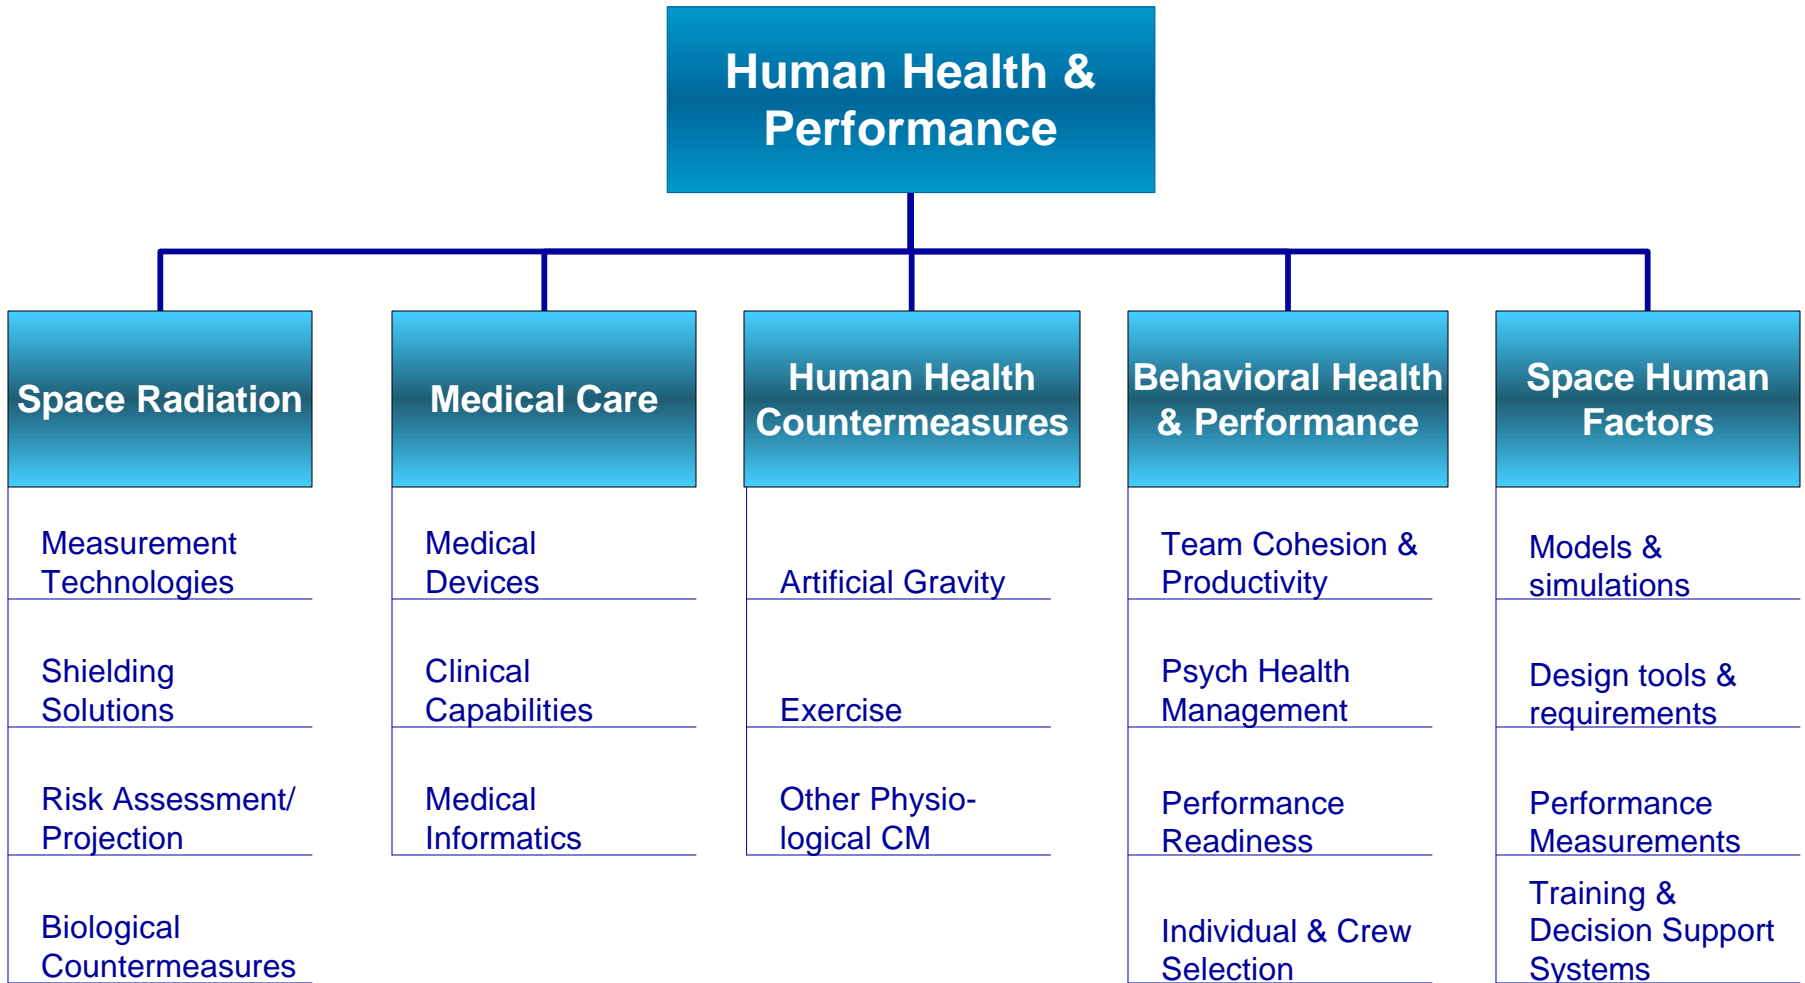 Human Health &
Performance
Space Radiation
Measurement
Technologies
Shielding
Solutions
Risk Assessment/
Projection
Biological
Countermeasures
Medical Care
Medical
Devices
Clinical
Capabilities
Medical
Informatics
Human Health
Countermeasures
Artificial Gravity
Exercise
Other Physio-
logical CM
Behavioral Health
& Performance
Team Cohesion &
Productivity
Psych Health
Management
Performance
Readiness
Individual & Crew
Selection
Space Human
Factors
Models &
simulations
Design tools &
requirements
Performance
Measurements
Training &
Decision Support
Systems